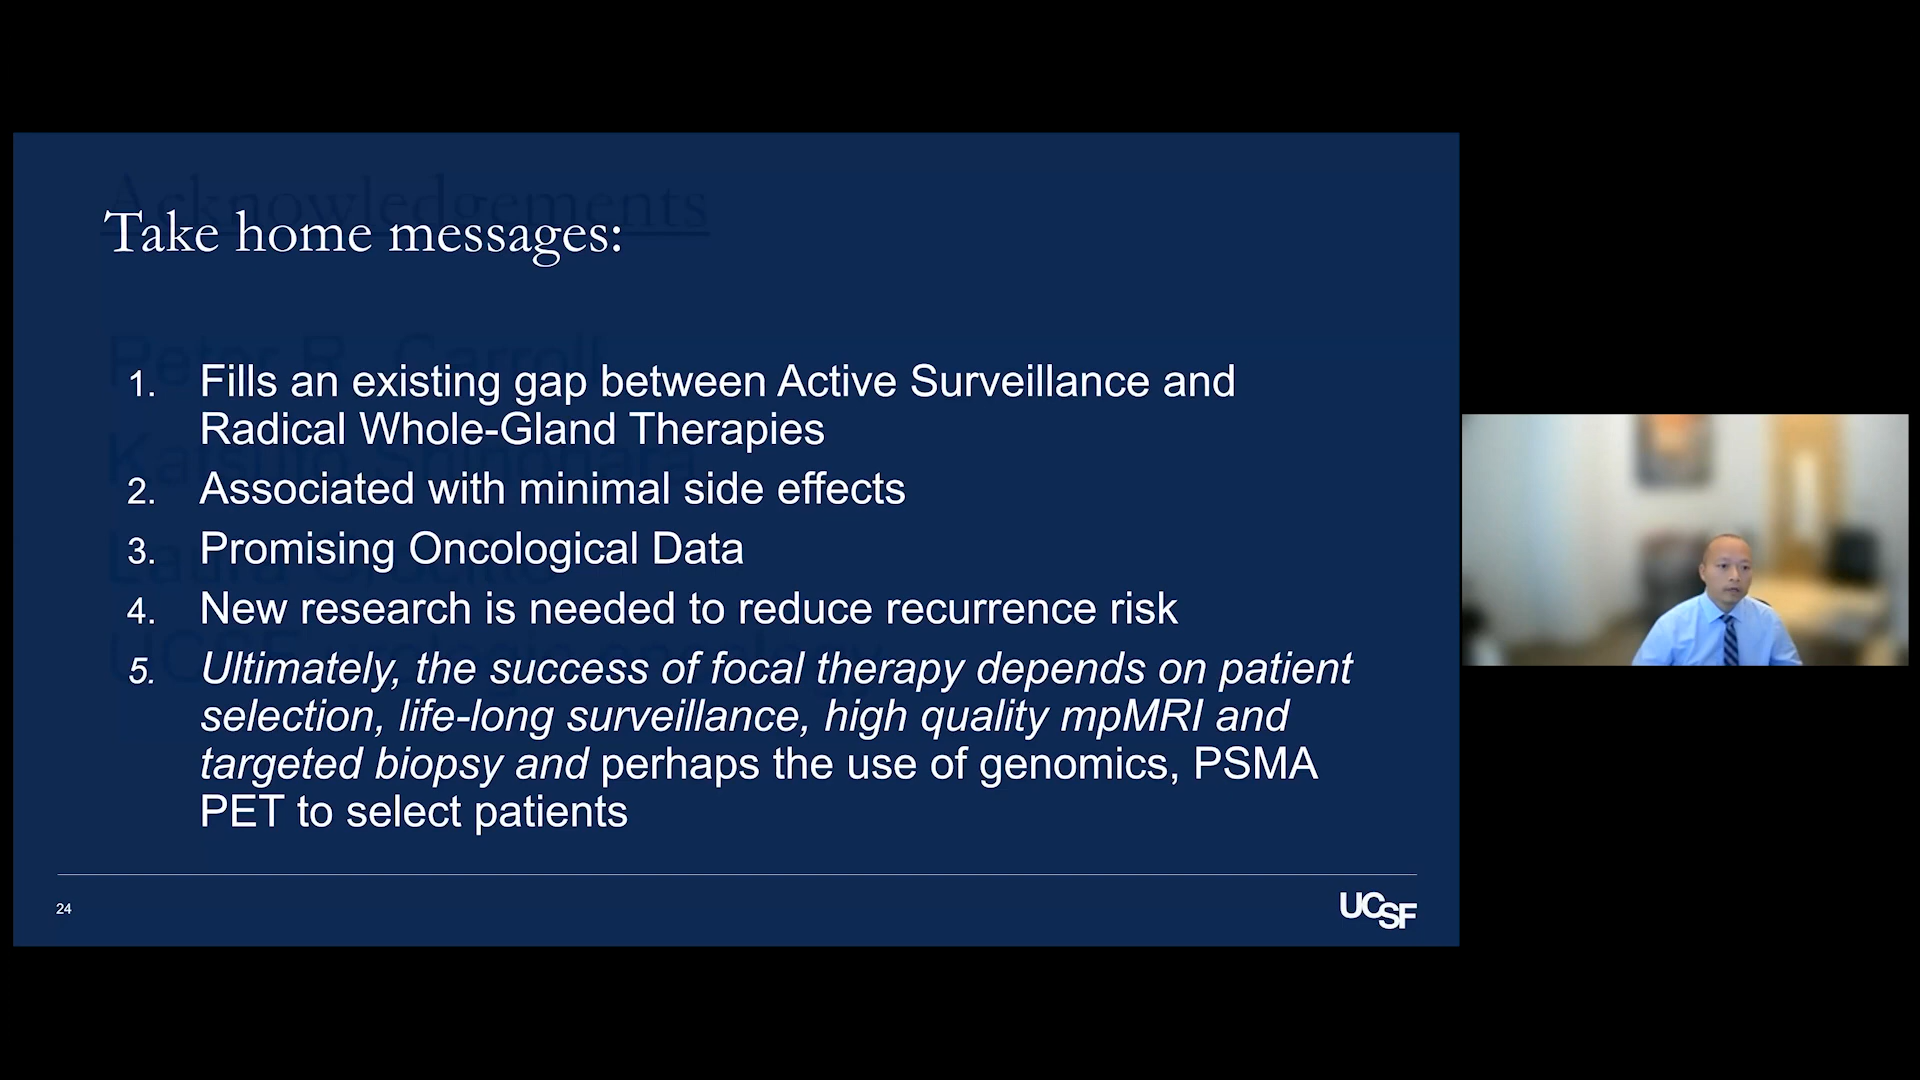 Acknowledgements
Take home messages:
Peter R. Carroll
1. Fills an existing gap between Active Surveillance and
Radical Whole-Gland Therapies
2. Associated with minimal side effects
3. Promising Oncological Data
4. New research is needed to reduce recurrence risk
5. Ultimately, the success of focal therapy depends on patient
selection, life-long surveillance, high quality mpMRI and
targeted biopsy and perhaps the use of genomics, PSMA
PET to select patients
24
UCSF